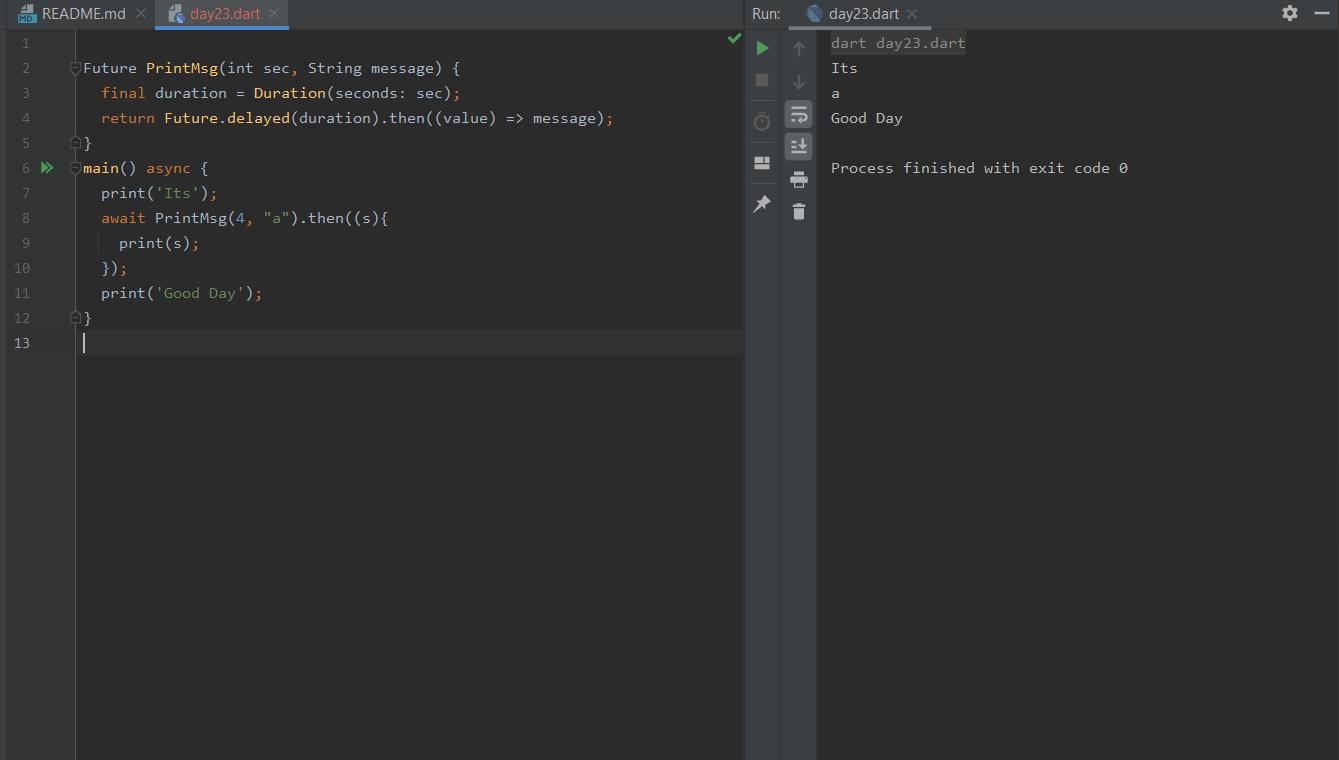 README.md
day23.dart
1
2 Future PrintMsg(int sec, String message) {
3 final duration = Duration(seconds: sec);
4 return Future.delayed(duration).then((value) => message);
5 }
6 main() async {
7 print('Its');
8 await PrintMsg(4, "a").then((s){
9 print(s);
10 });
11 print('Good Day');
12 }
13
Run: day23.dart
dart day23.dart
Its
a
Good Day
Process finished with exit code 0